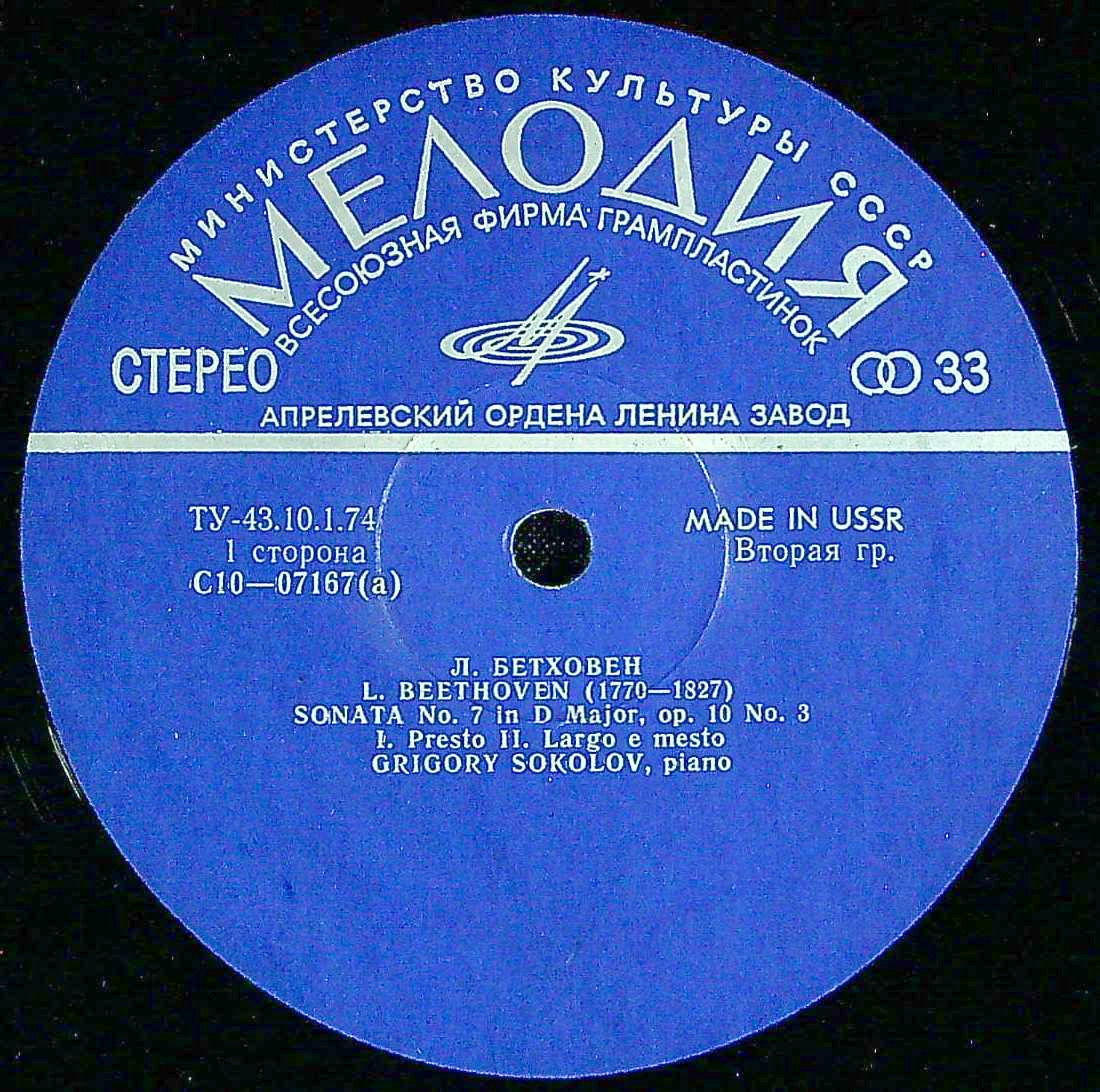 МИНИСТЕРСТВО КУЛЬТУРЫ СССР
МЕЛОДИЯ
ВСЕСОЮЗНАЯ ФИРМА ГРАМПЛАСТИНОК
СТЕРЕО
33
АПРЕЛЕВСКИЙ ОРДЕНА ЛЕНИНА ЗАВОД
ТУ-43.10.1.74
MADE IN USSR
1 сторона
Вторая гр.
С10—07167(а)
Л. БЕТХОВЕН
L. BEETHOVEN (1770—1827)
SONATA No. 7 in D Major, op. 10 No. 3
I. Presto II. Largo e mesto
GRIGORY SOKOLOV, piano